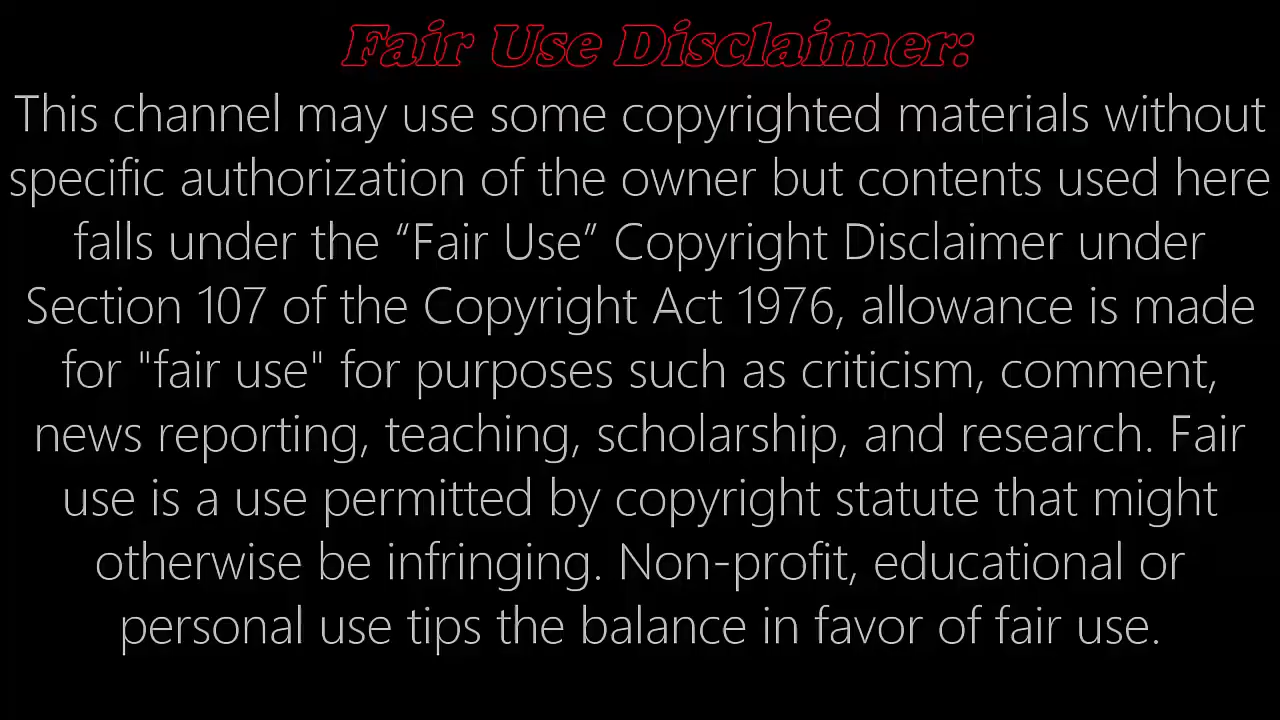 Fair Use Disclaimer:
This channel may use some copyrighted materials without
specific authorization of the owner but contents used here
falls under the “Fair Use” Copyright Disclaimer under
Section 107 of the Copyright Act 1976, allowance is made
for "fair use" for purposes such as criticism, comment,
news reporting, teaching, scholarship, and research. Fair
use is a use permitted by copyright statute that might
otherwise be infringing. Non-profit, educational or
personal use tips the balance in favor of fair use.